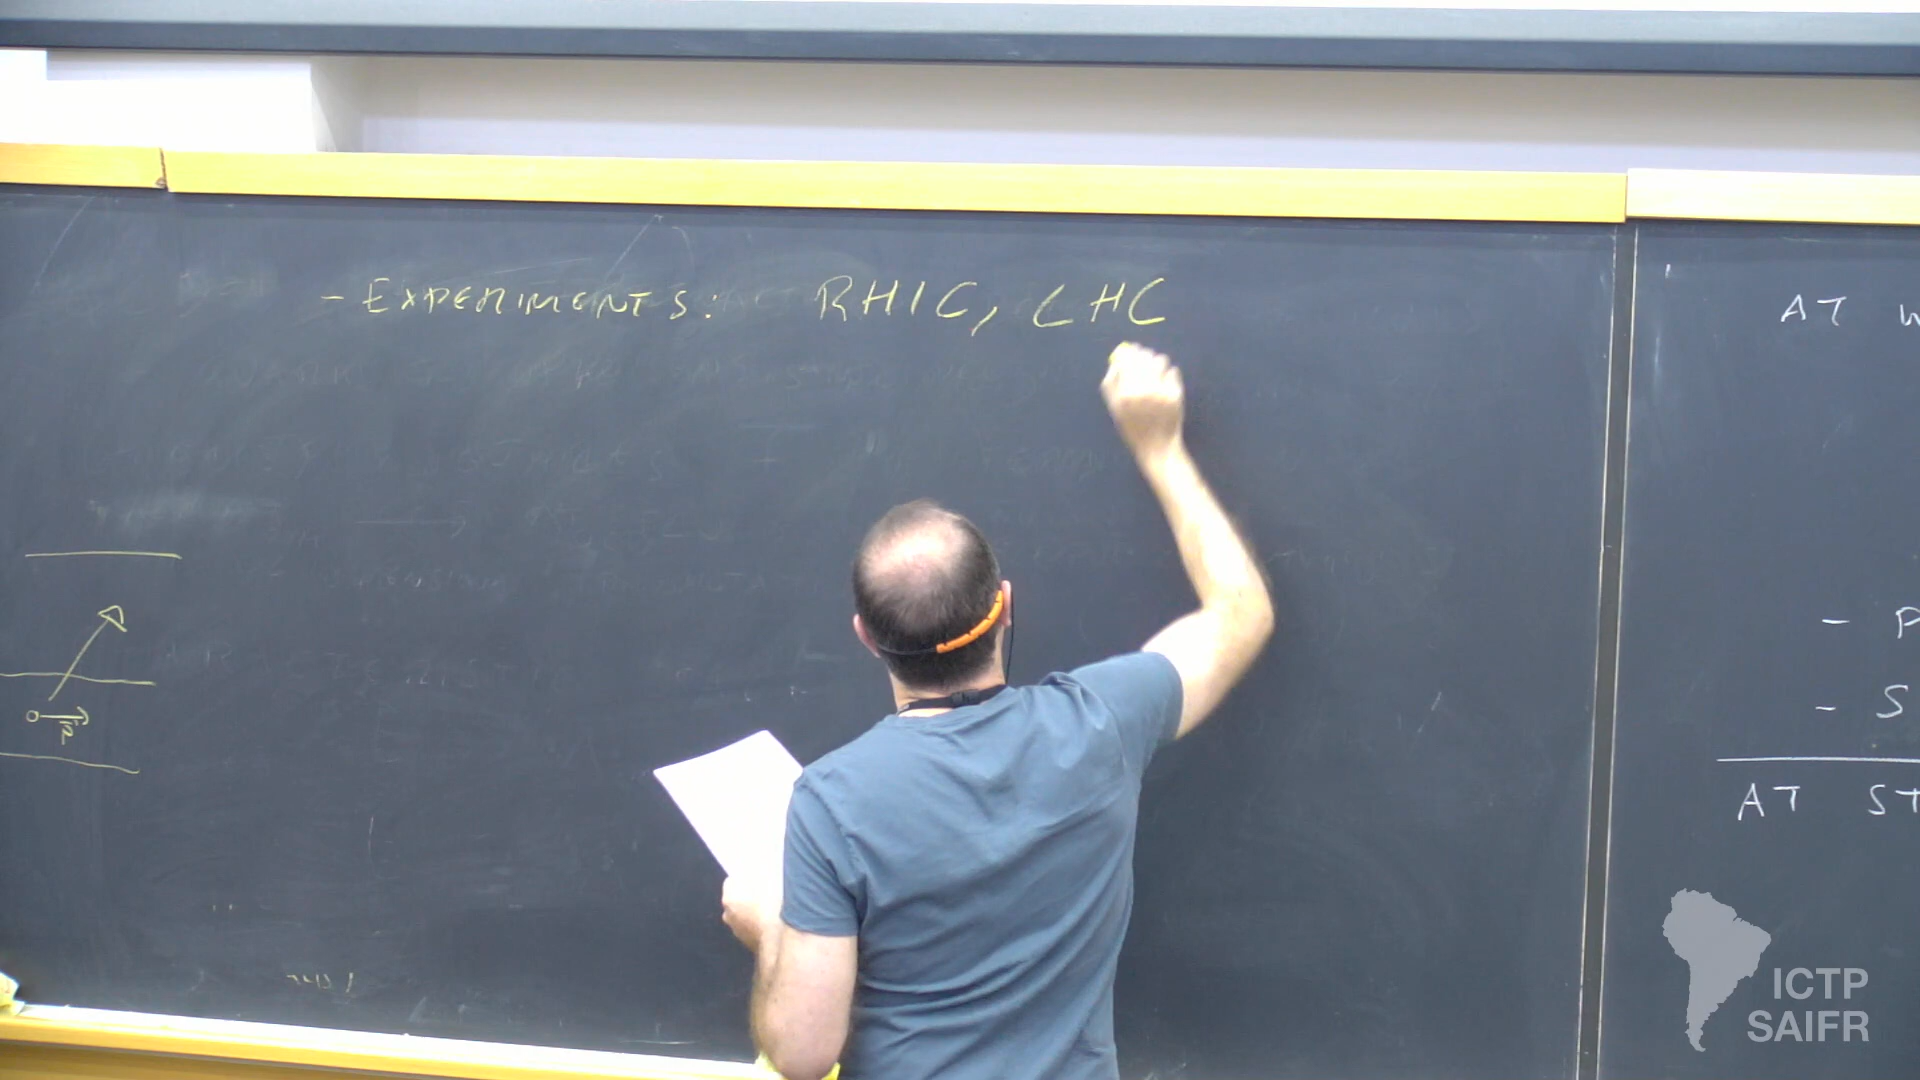 - EXPERIMENTS: RHIC, LHC
P
AT
- P
- S
AT ST
ICTP
SAIFR